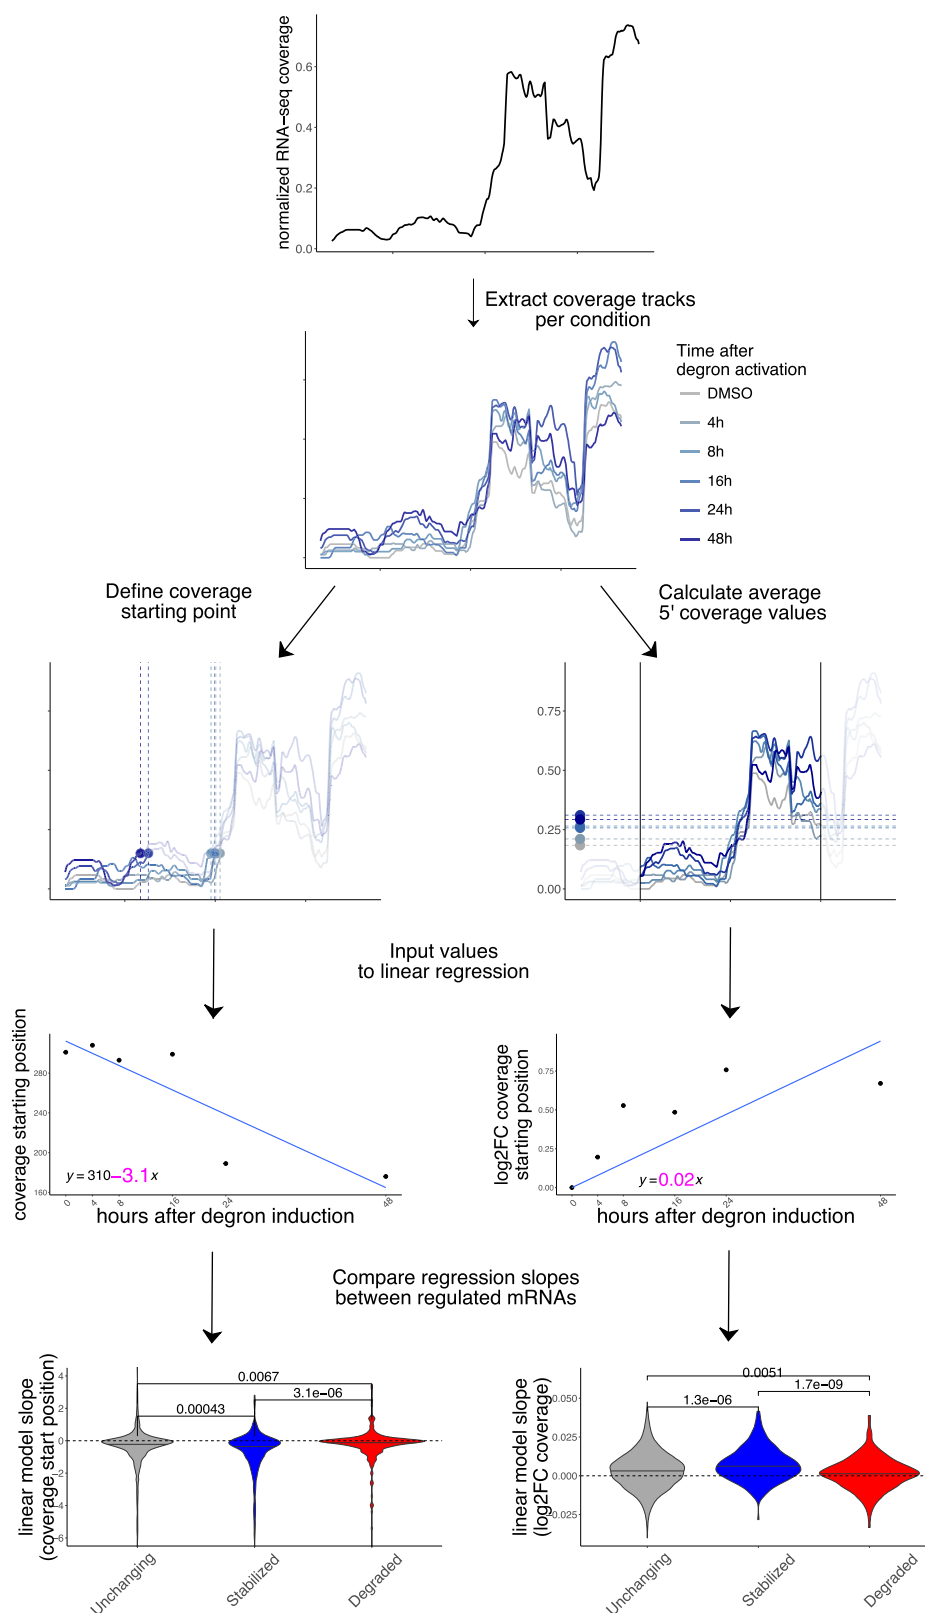 normalized RNA−seq coverage
0.6
0.4
0.2
0.0
Extract coverage tracks
per condition
Time after
degron activation
DMSO
4h
8h
16h
24h
48h
Define coverage
starting point
Calculate average
5' coverage values
0.75
0.50
0.25
0.00
Input values
to linear regression
coverage starting position
280
240
200
160
y=310−3.1x
0
4
8
16
24
48
hours after degron induction
log2FC coverage
starting position
0.75
0.50
0.25
0.00
y=0.02x
0
4
8
16
24
48
hours after degron induction
Compare regression slopes
between regulated mRNAs
linear model slope
(coverage start position)
4
2
0
−2
−4
−6
0.0067
3.1e−06
0.00043
Unchanging
Stabilized
Degraded
linear model slope
(log2FC coverage)
0.050
0.025
0.000
−0.025
0.0051
1.7e−09
1.3e−06
Unchanging
Stabilized
Degraded